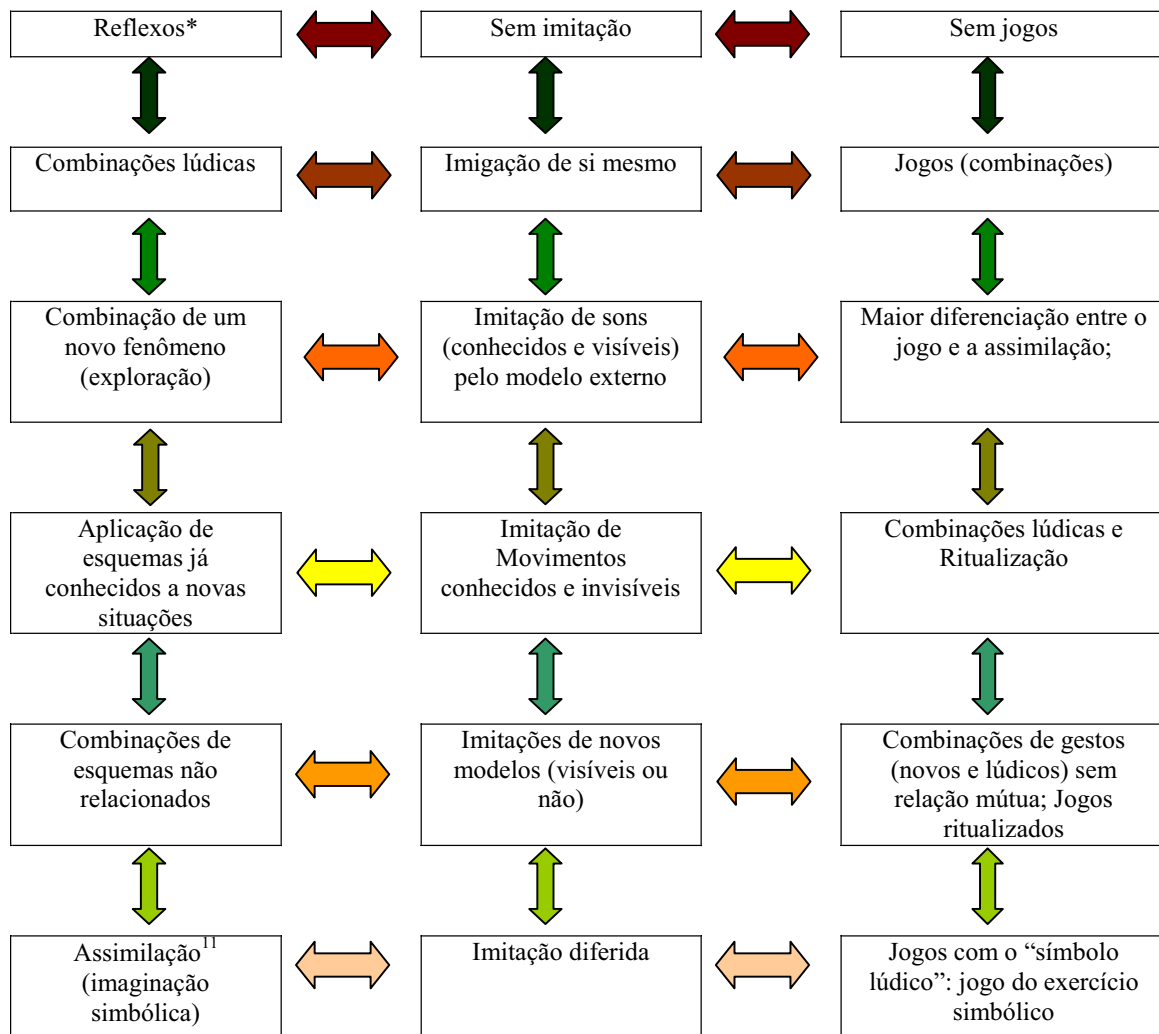 Reflexos*
Sem imitação
Sem jogos
Combinações lúdicas
Imigação de si mesmo
Jogos (combinações)
Combinação de um
novo fenômeno
(exploração)
Imitação de sons
(conhecidos e visíveis)
pelo modelo externo
Maior diferenciação entre o
jogo e a assimilação;
Aplicação de
esquemas já
conhecidos a novas
situações
Imitação de
Movimentos
conhecidos e invisíveis
Combinações lúdicas e
Ritualização
Combinações de
esquemas não
relacionados
Imitações de novos
modelos (visíveis ou
não)
Combinações de gestos
(novos e lúdicos) sem
relação mútua; Jogos
ritualizados
Assimilação11
(imaginação
simbólica)
Imitação diferida
Jogos com o “símbolo
lúdico”: jogo do exercício
simbólico